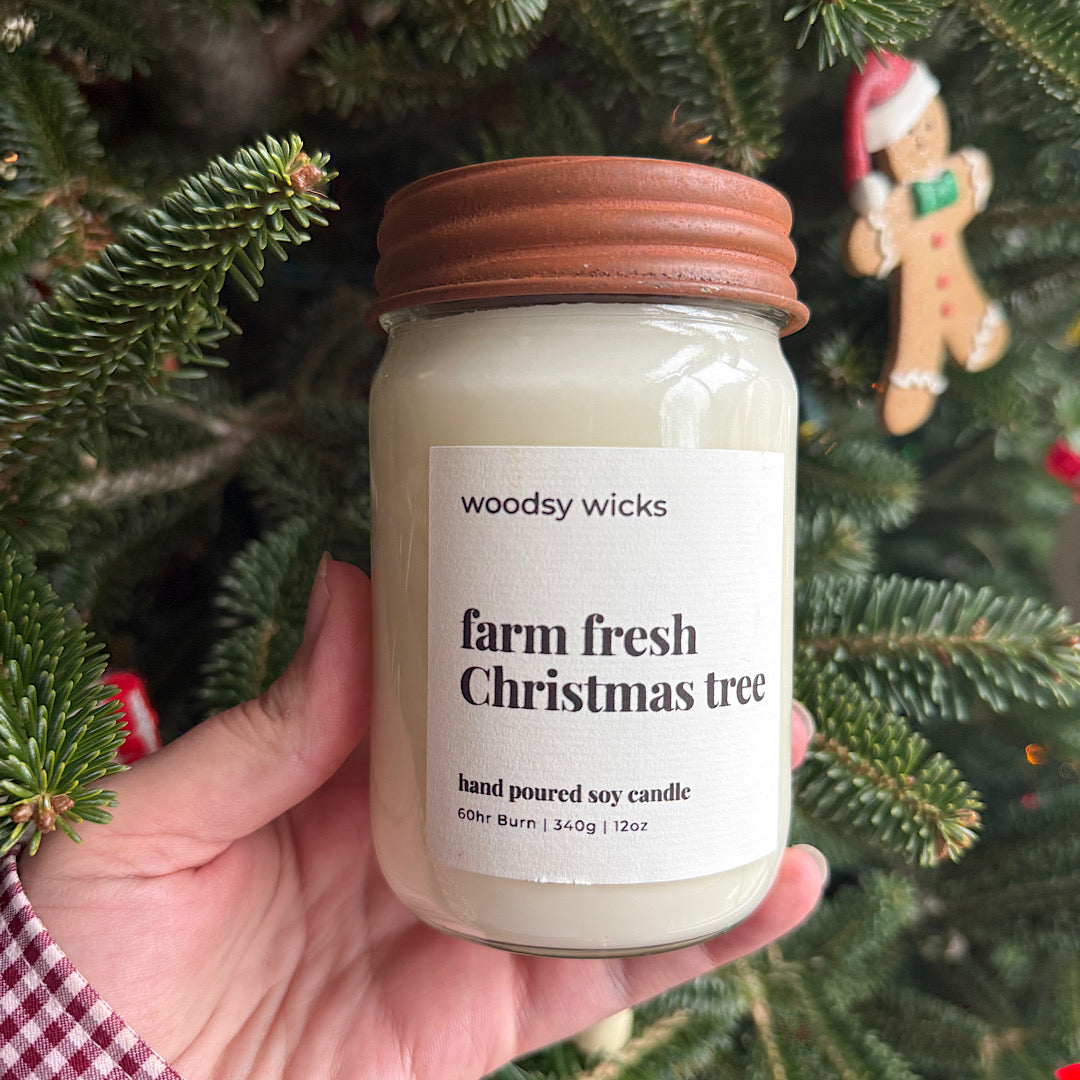 woodsy wicks
farm fresh
Christmas tree
hand poured soy candle
60hr Burn | 340g | 12oz